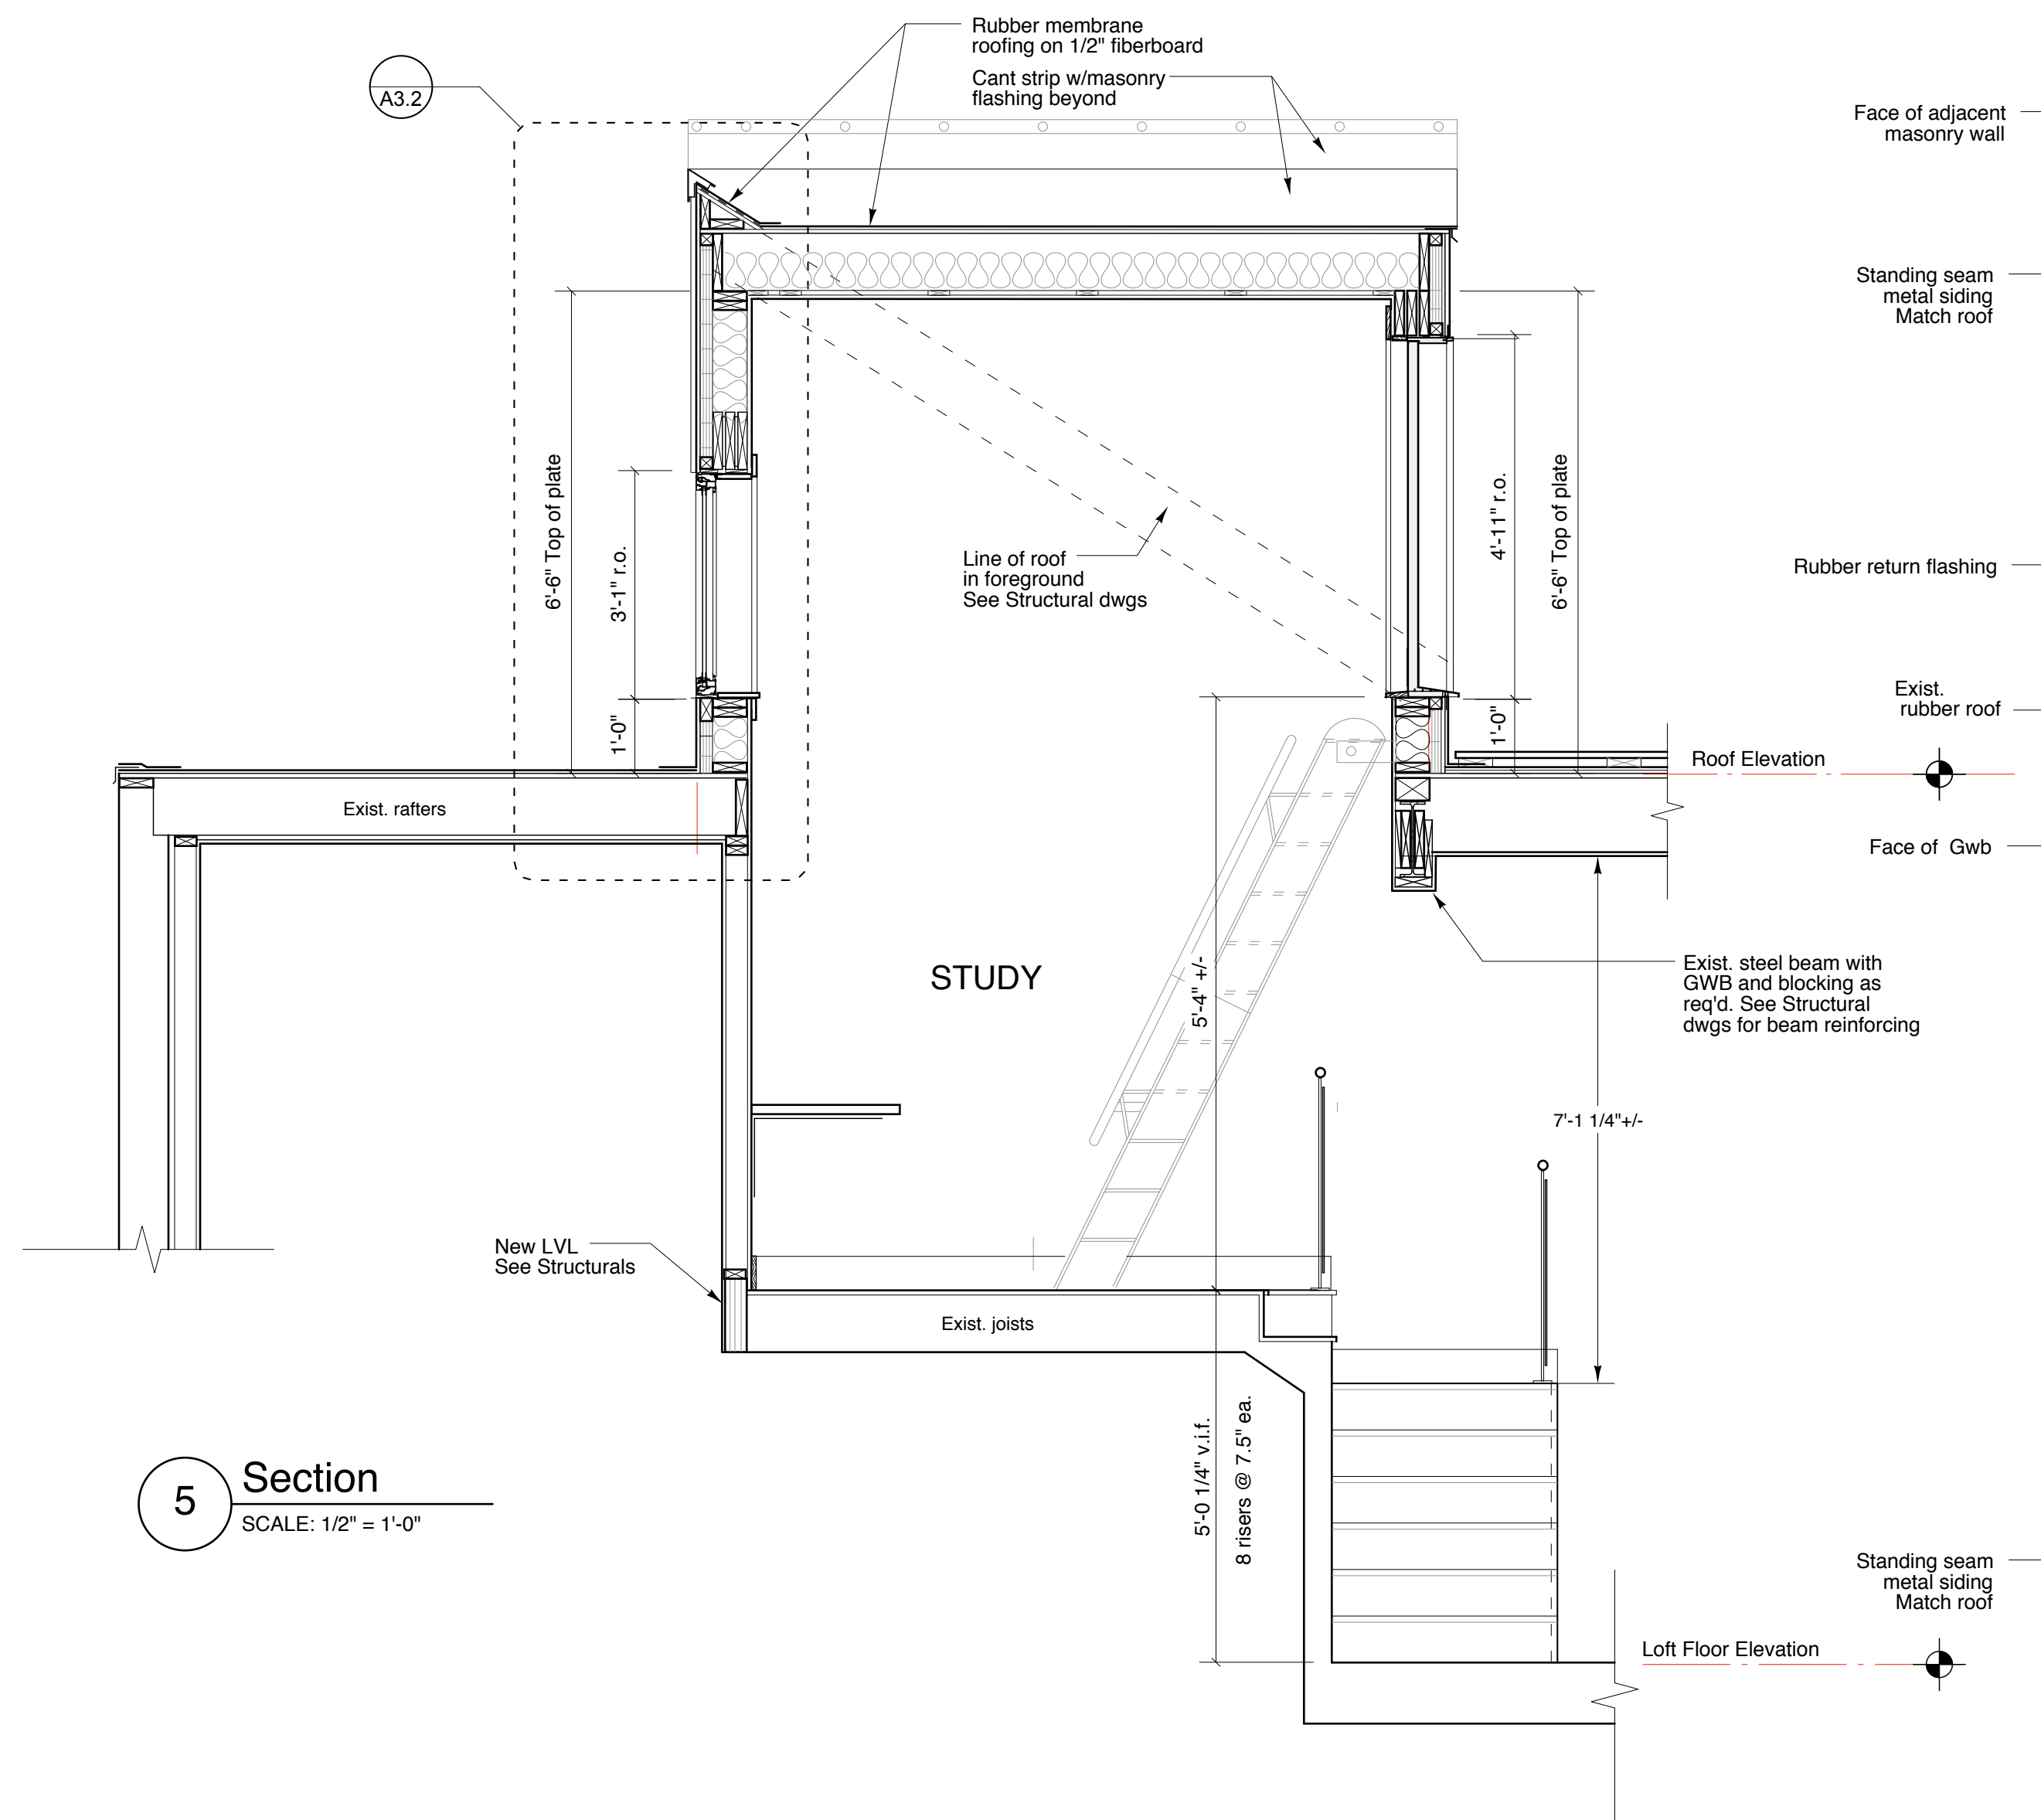 Rubber membrane
roofing on 1/2" fiberboard
Cant strip w/masonry
flashing beyond
A3.2
Face of adjacent
masonry wall
Standing seam
metal siding
Match roof
6'-6" Top of plate
3'-1" r.o.
1'-0"
Line of roof
in foreground
See Structural dwgs
4'-11" r.o.
6'-6" Top of plate
1'-0"
Rubber return flashing
Exist.
rubber roof
Roof Elevation
Exist. rafters
Face of Gwb
STUDY
5'-4" +/-
Exist. steel beam with
GWB and blocking as
req'd. See Structural
dwgs for beam reinforcing
7'-1 1/4"+/-
New LVL
See Structurals
Exist. joists
5'-0 1/4" v.i.f.
8 risers @ 7.5" ea.
5
Section
SCALE: 1/2" = 1'-0"
Standing seam
metal siding
Match roof
Loft Floor Elevation